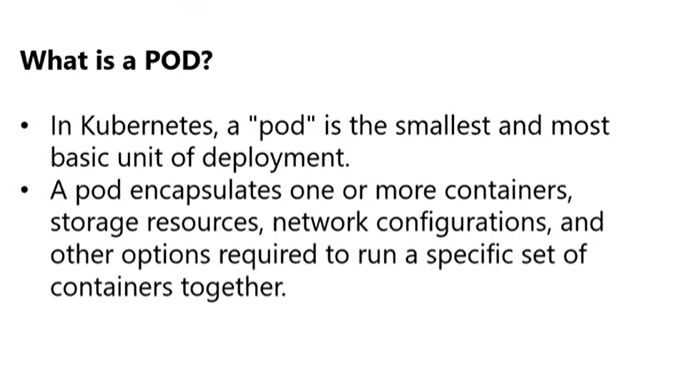 What is a POD?
• In Kubernetes, a "pod" is the smallest and most
basic unit of deployment.
• A pod encapsulates one or more containers,
storage resources, network configurations, and
other options required to run a specific set of
containers together.